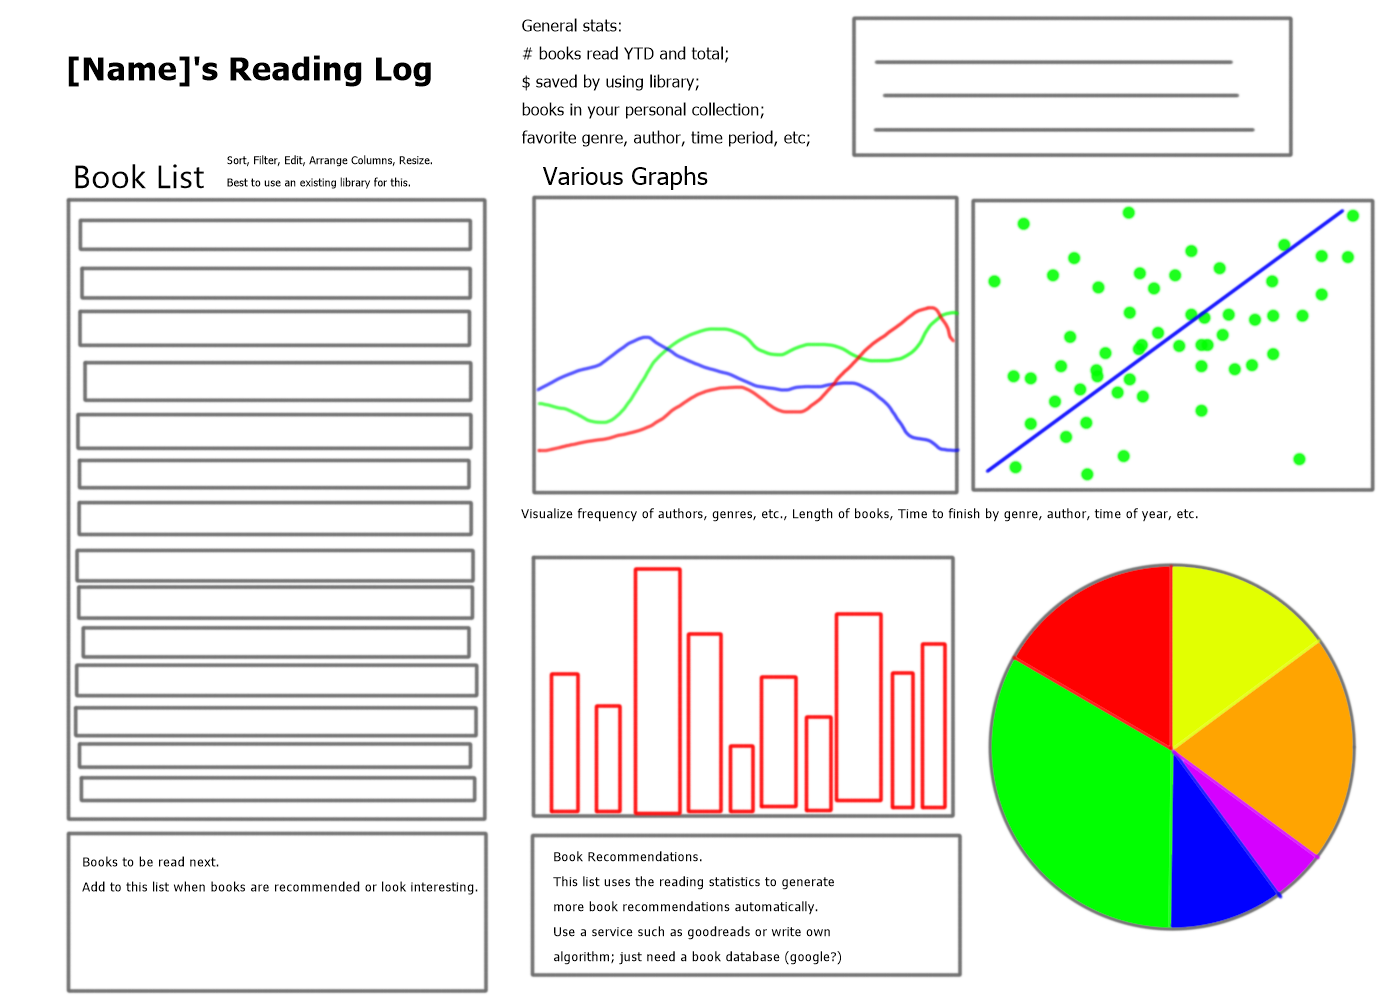 [Name]'s Reading Log
General stats:
# books read YTD and total;
$ saved by using library;
books in your personal collection;
favorite genre, author, time period, etc;
Book List
Sort, Filter, Edit, Arrange Columns, Resize.
Best to use an existing library for this.
Various Graphs
Visualize frequency of authors, genres, etc., Length of books, Time to finish by genre, author, time of year, etc.
Books to be read next.
Add to this list when books are recommended or look interesting.
Book Recommendations.
This list uses the reading statistics to generate
more book recommendations automatically.
Use a service such as goodreads or write own
algorithm; just need a book database (google?)